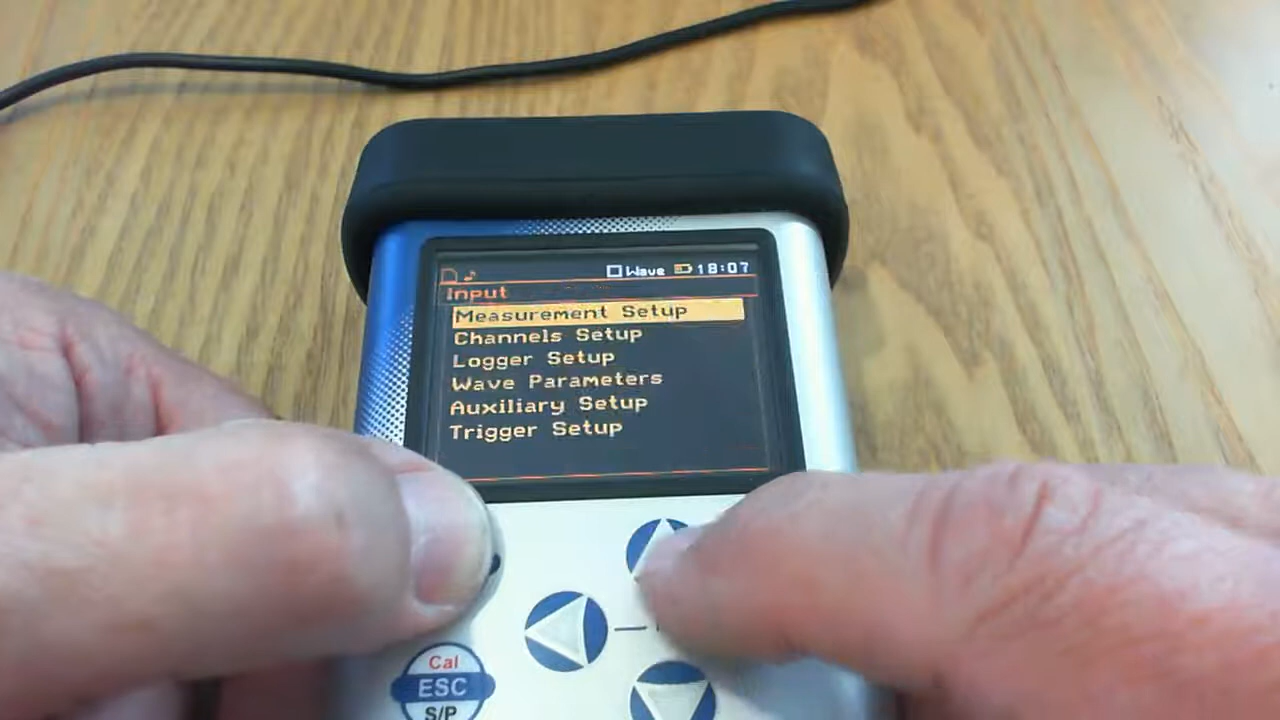 Wave 18:07
Input
Measurement Setup
Channels Setup
Logger Setup
Wave Parameters
Auxiliary Setup
Trigger Setup
Cal
ESC
S/P